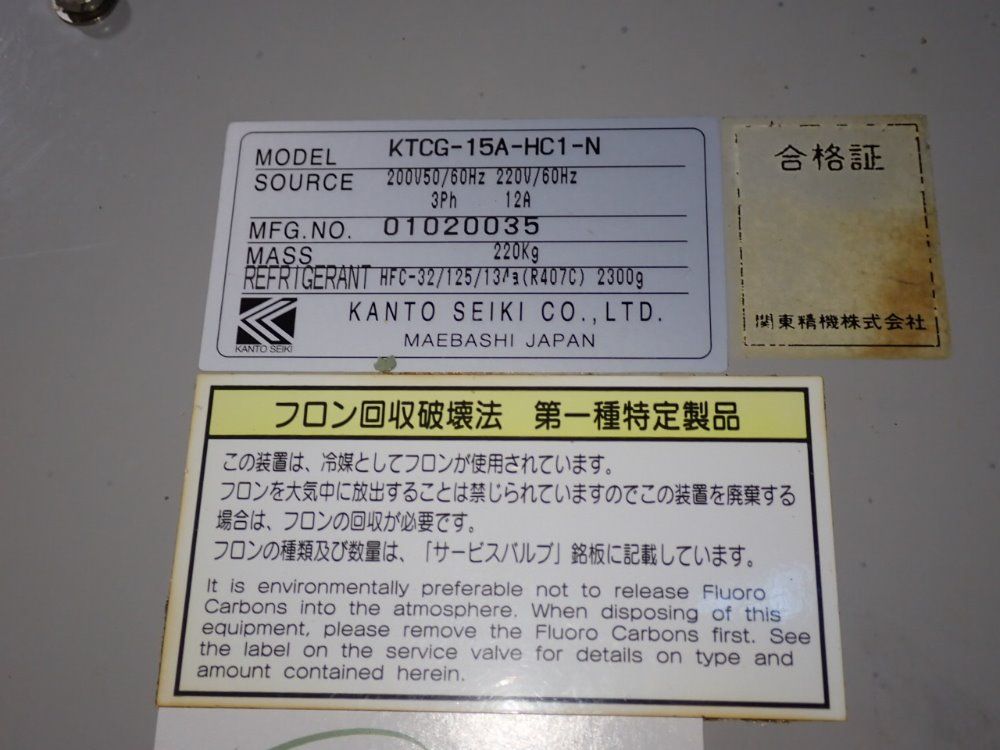 MODEL KTCG-15A-HC1-N
SOURCE 200V50/60Hz 220V/60Hz
3Ph 12A
MFG.NO. 01020035
MASS 220Kg
REFRIGERANT HFC-32/125/134a(R407C) 2300g
KANTO SEIKI CO.,LTD.
MAEBASHI JAPAN
KANTO SEIKI
合格証
関東精機株式会社
フロン回収破壊法 第一種特定製品
この装置は、冷媒としてフロンが使用されています。
フロンを大気中に放出することは禁じられていますのでこの装置を廃棄する
場合は、フロンの回収が必要です。
フロンの種類及び数量は、「サービスバルブ」銘板に記載しています。
It is environmentally preferable not to release Fluoro
Carbons into the atmosphere. When disposing of this
equipment, please remove the Fluoro Carbons first. See
the label on the service valve for details on type and
amount contained herein.